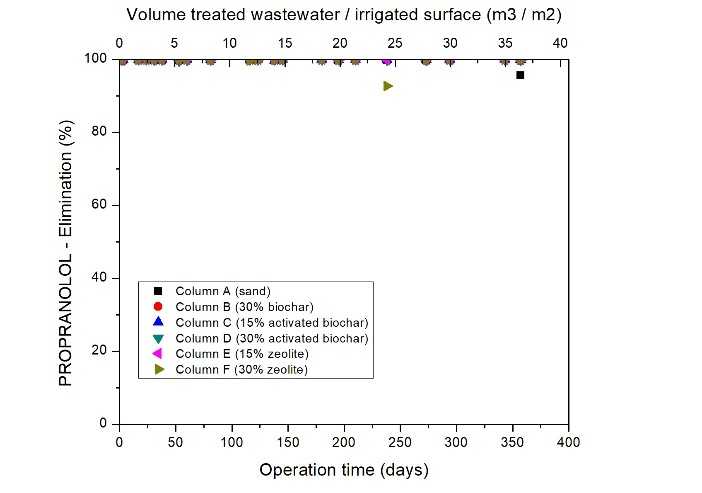 Volume treated wastewater / irrigated surface (m3 / m2)
0 5 10 15 20 25 30 35 40
100
80
60
40
20
0
PROPRANOLOL - Elimination (%)
Column A (sand)
Column B (30% biochar)
Column C (15% activated biochar)
Column D (30% activated biochar)
Column E (15% zeolite)
Column F (30% zeolite)
0 50 100 150 200 250 300 350 400
Operation time (days)